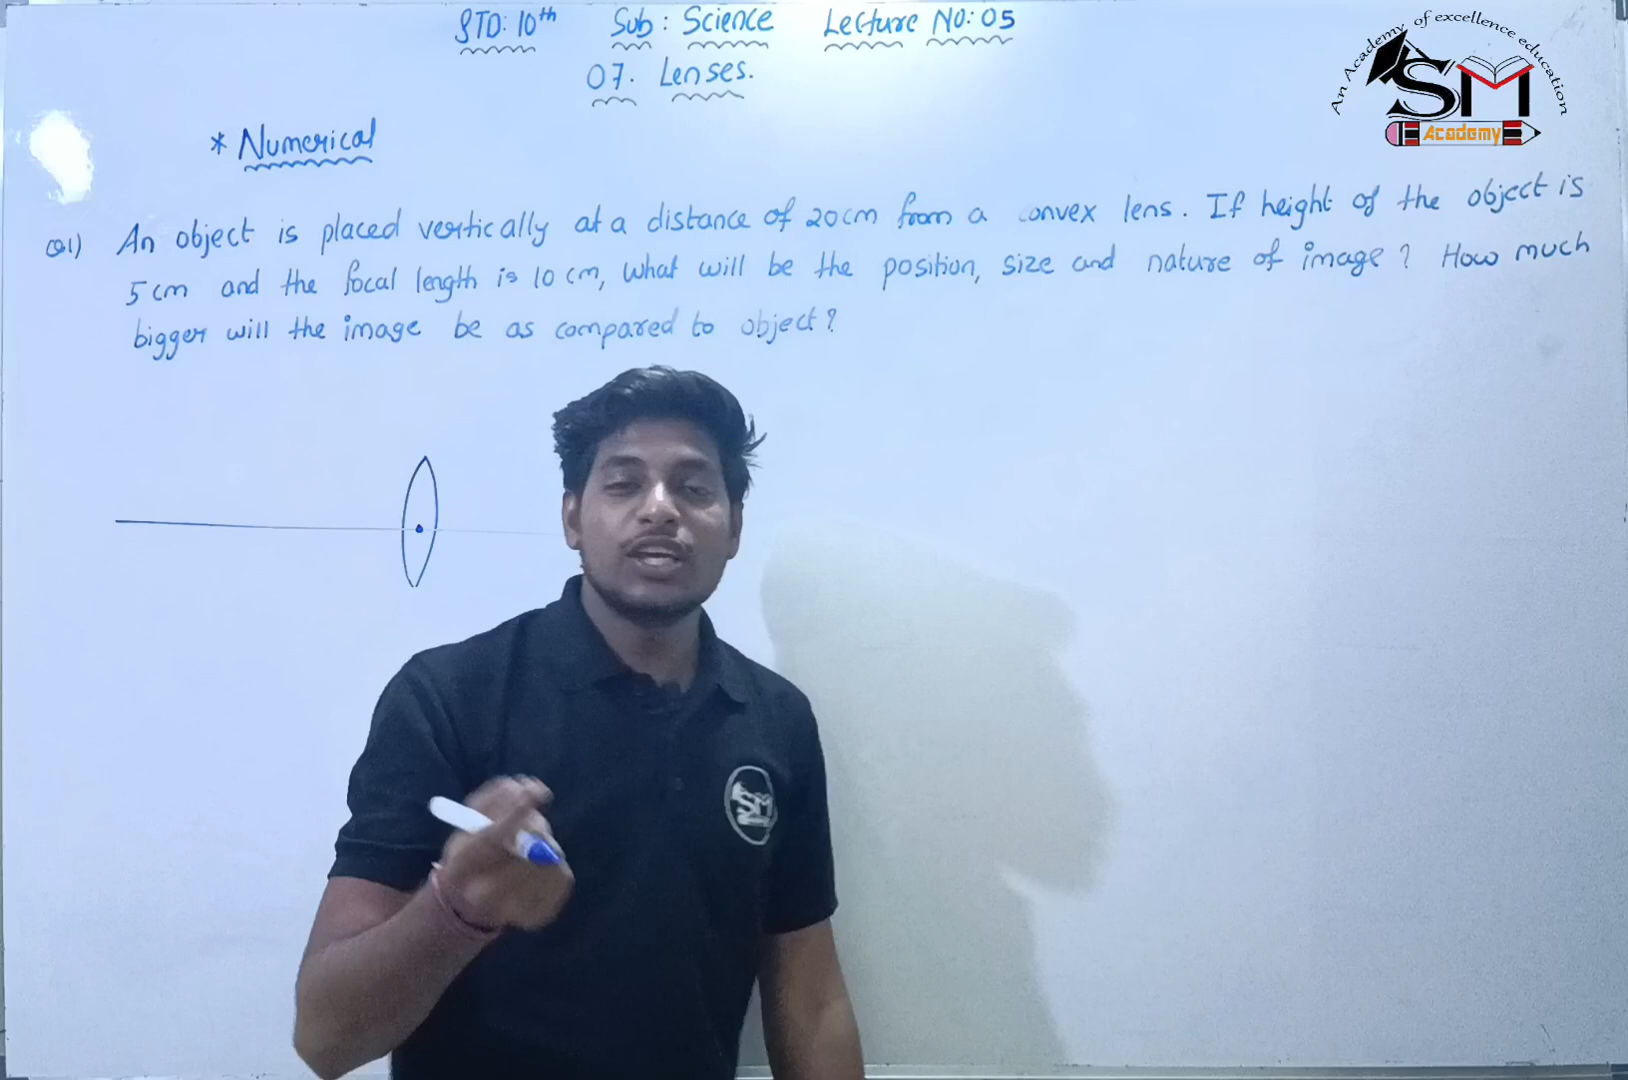 STD: 10th Sub: Science Lecture No: 05
07. Lenses.
An Academy of excellence education
SM
Academy
* Numerical
Q1) An object is placed vertically at a distance of 20cm from a convex lens. If height of the object is
5cm and the focal length is 10 cm, what will be the position, size and nature of image? How much
bigger will the image be as compared to object?
SM